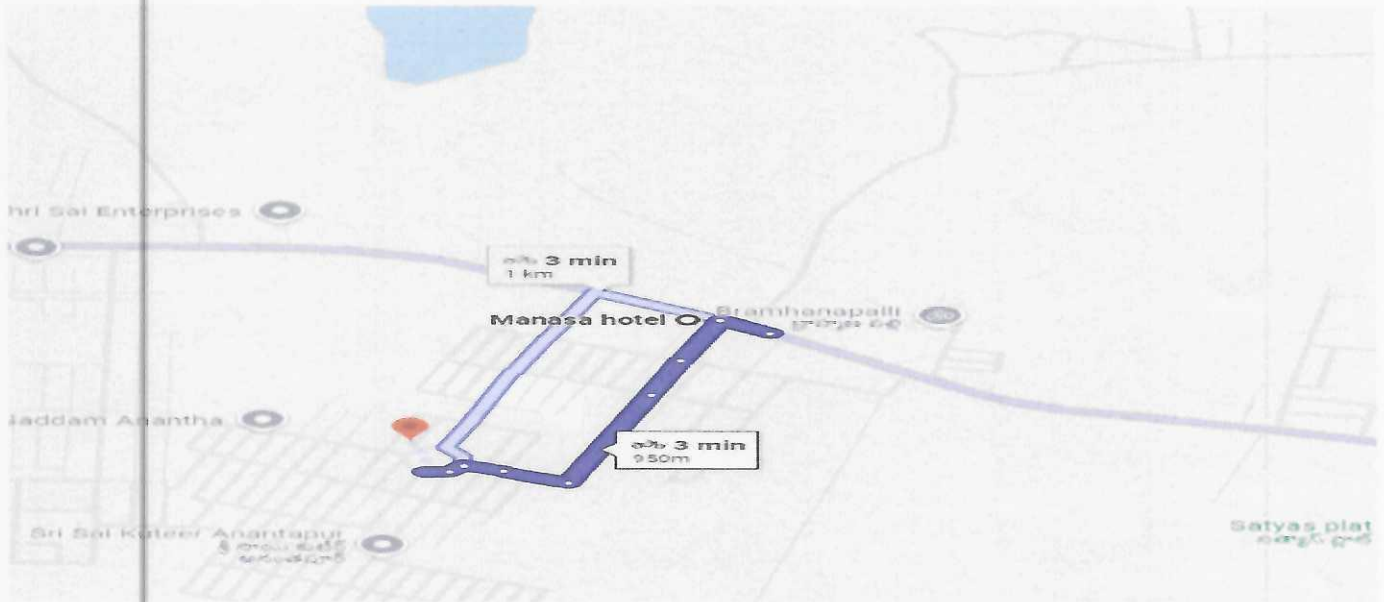 hri Sai Enterprises
3 min
1 km
Manasa hotel
Bramhanapalli
3 min
950m
Anantha
Sri Sai Kuteer Anantapur
Satyas plat